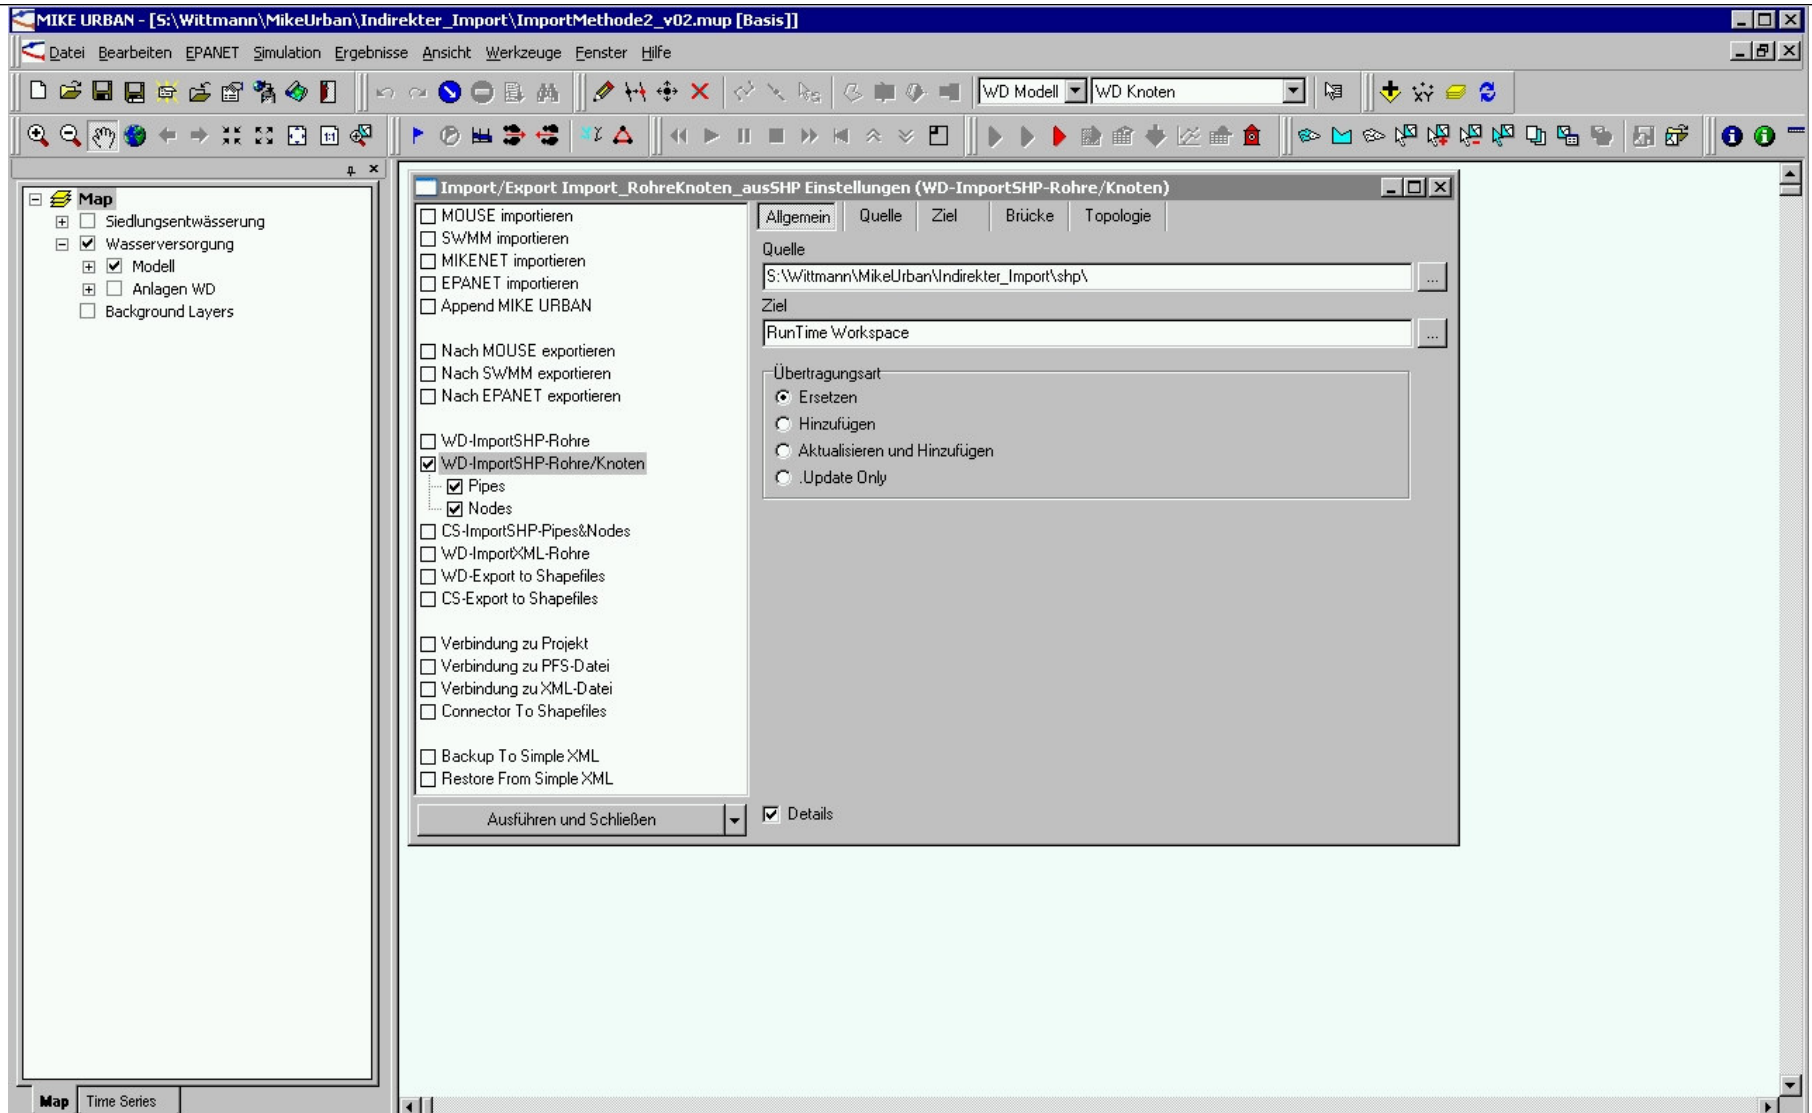 MIKE URBAN - [S:\Wittmann\MikeUrban\Indirekter_Import\ImportMethode2_v02.mup [Basis]]
Datei Bearbeiten EPANET Simulation Ergebnisse Ansicht Werkzeuge Fenster Hilfe
WD Modell WD Knoten
Map
Siedlungsentwässerung
Wasserversorgung
Modell
Anlagen WD
Background Layers
Map Time Series
Import/Export Import_RohreKnoten_ausSHP Einstellungen (WD-ImportSHP-Rohre/Knoten)
MOUSE importieren
SWMM importieren
MIKENET importieren
EPANET importieren
Append MIKE URBAN
Nach MOUSE exportieren
Nach SWMM exportieren
Nach EPANET exportieren
WD-ImportSHP-Rohre
WD-ImportSHP-Rohre/Knoten
Pipes
Nodes
CS-ImportSHP-Pipes&Nodes
WD-ImportXML-Rohre
WD-Export to Shapefiles
CS-Export to Shapefiles
Verbindung zu Projekt
Verbindung zu PFS-Datei
Verbindung zu XML-Datei
Connector To Shapefiles
Backup To Simple XML
Restore From Simple XML
Ausführen und Schließen
Allgemein Quelle Ziel Brücke Topologie
Quelle
S:\Wittmann\MikeUrban\Indirekter_Import\shp\
...
Ziel
RunTime Workspace
...
Übertragungsart
Ersetzen
Hinzufügen
Aktualisieren und Hinzufügen
.Update Only
Details